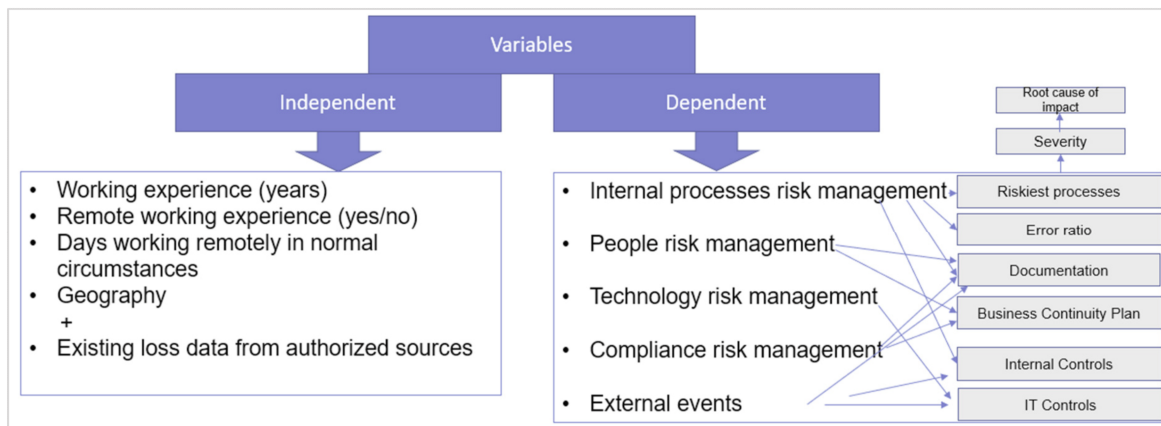 Variables
Independent
Dependent
• Working experience (years)
• Remote working experience (yes/no)
• Days working remotely in normal
circumstances
• Geography
+
• Existing loss data from authorized sources
• Internal processes risk management
• People risk management
• Technology risk management
• Compliance risk management
• External events
Root cause of
impact
Severity
Riskiest processes
Error ratio
Documentation
Business Continuity Plan
Internal Controls
IT Controls